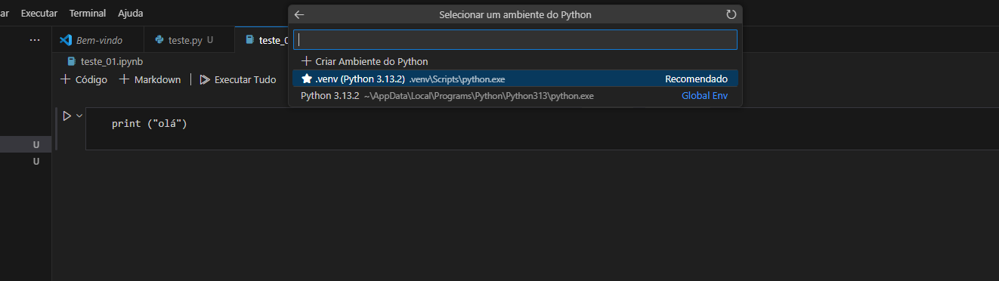 ar Executar Terminal Ajuda
Selecionar um ambiente do Python
Bem-vindo teste.py U teste_0
teste_01.ipynb
Criar Ambiente do Python
Código Markdown Executar Tudo
.venv (Python 3.13.2) .venv\Scripts\python.exe Recomendado
Python 3.13.2 ~\AppData\Local\Programs\Python\Python313\python.exe Global Env
print ("olá")
U
U